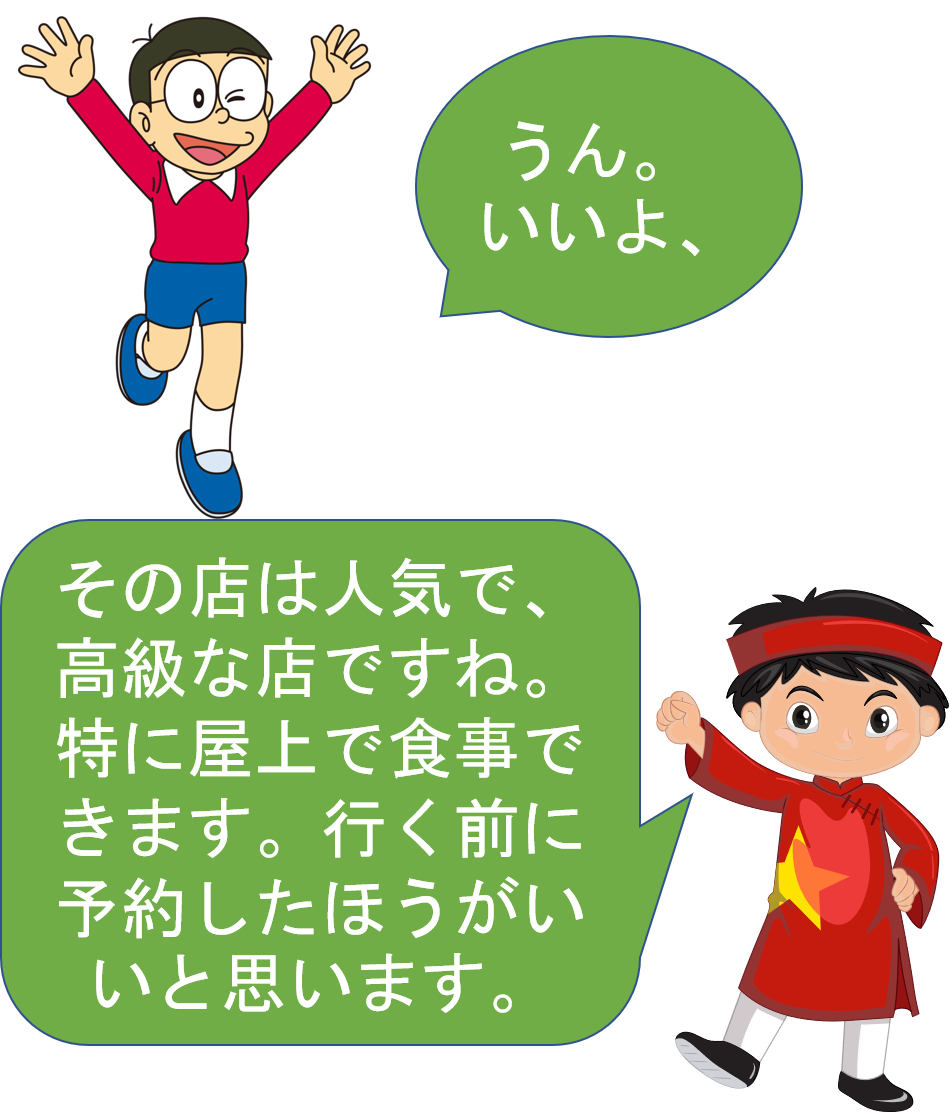 うん。
いいよ、
その店は人気で、
高級な店ですね。
特に屋上で食事で
きます。行く前に
予約したほうがい
いと思います。